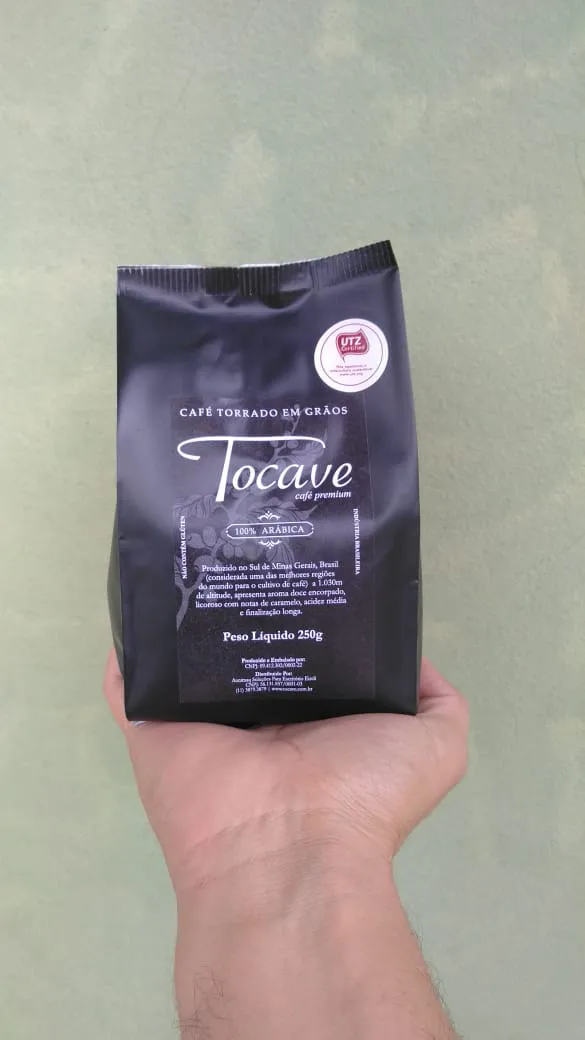 UTZ
Certified
www.utz.org
CAFÉ TORRADO EM GRÃOS
Tocave
café premium
100% ARÁBICA
NÃO CONTÉM GLÚTEN
INDÚSTRIA BRASILEIRA
Produzido no Sul de Minas Gerais, Brasil
(considerada uma das melhores regiões
do mundo para o cultivo de café) a 1.030m
de altitude, apresenta aroma doce encorpado,
licoroso com notas de caramelo, acidez média
e finalização longa.
Peso Líquido 250g
Produzido e Embalado por:
Distribuído Por: